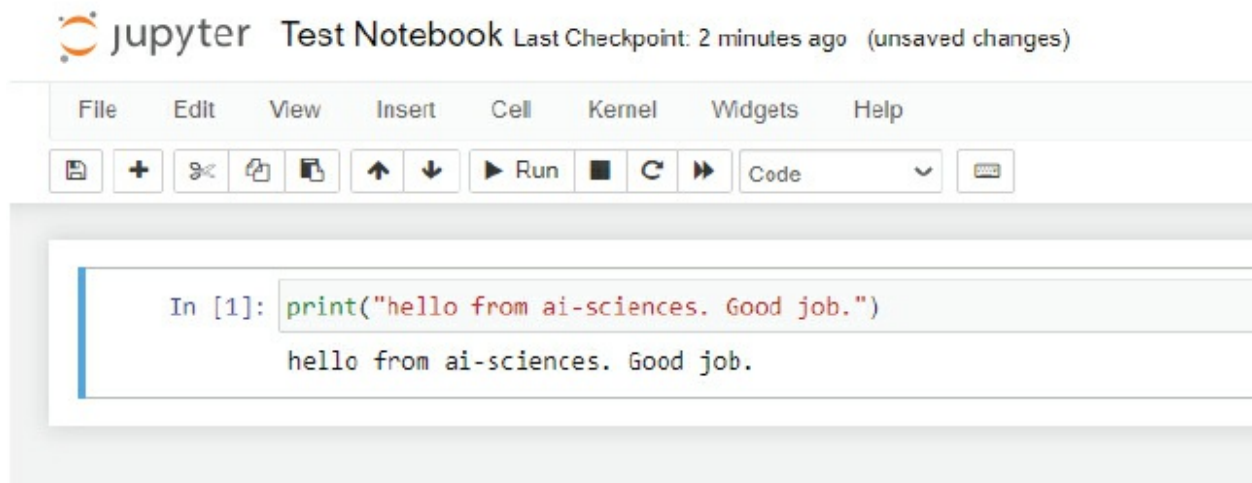 jupyter Test Notebook Last Checkpoint: 2 minutes ago (unsaved changes)
File Edit View Insert Cell Kernel Widgets Help
Run Code
In [1]: print("hello from ai-sciences. Good job.")
hello from ai-sciences. Good job.